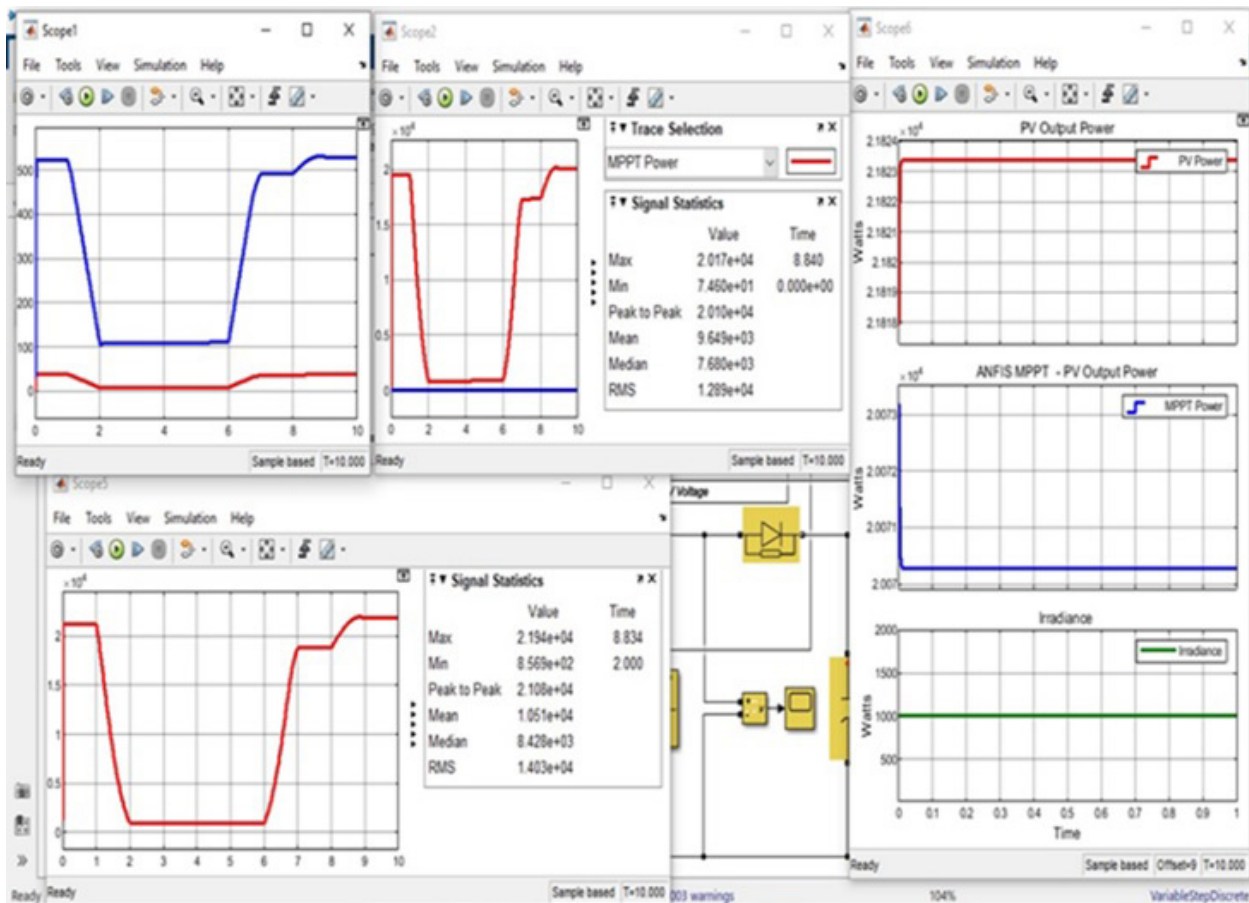 Scope1
File Tools View Simulation Help
500
400
300
200
100
0
0 2 4 6 8 10
Ready
Sample based T=10.000
Scope2
File Tools View Simulation Help
×10⁴
2
1.5
1
0.5
0
0 2 4 6 8 10
Trace Selection
MPPT Power
Signal Statistics
Value Time
Max 2.017e+04 8.840
Min 7.460e+01 0.000e+00
Peak to Peak 2.010e+04
Mean 9.649e+03
Median 7.680e+03
RMS 1.289e+04
Ready
Sample based T=10.000
Scope6
File Tools View Simulation Help
×10⁴
PV Output Power
PV Power
2.1824
2.1823
2.1822
2.1821
2.182
2.1819
2.1818
Watts
×10⁴
ANFIS MPPT - PV Output Power
MPPT Power
2.0073
2.0072
2.0071
2.007
Watts
Irradiance
Irradiance
2000
1500
1000
500
Watts
0 0.1 0.2 0.3 0.4 0.5 0.6 0.7 0.8 0.9 1
Time
Ready
Sample based Offset=9 T=10.000
Scope5
File Tools View Simulation Help
×10⁴
2
1.5
1
0.5
0
0 1 2 3 4 5 6 7 8 9 10
Signal Statistics
Value Time
Max 2.194e+04 8.834
Min 8.569e+02 2.000
Peak to Peak 2.108e+04
Mean 1.051e+04
Median 8.428e+03
RMS 1.403e+04
Ready
Sample based T=10.000
Voltage
Ready
003 warnings
104%
VariableStepDiscrete